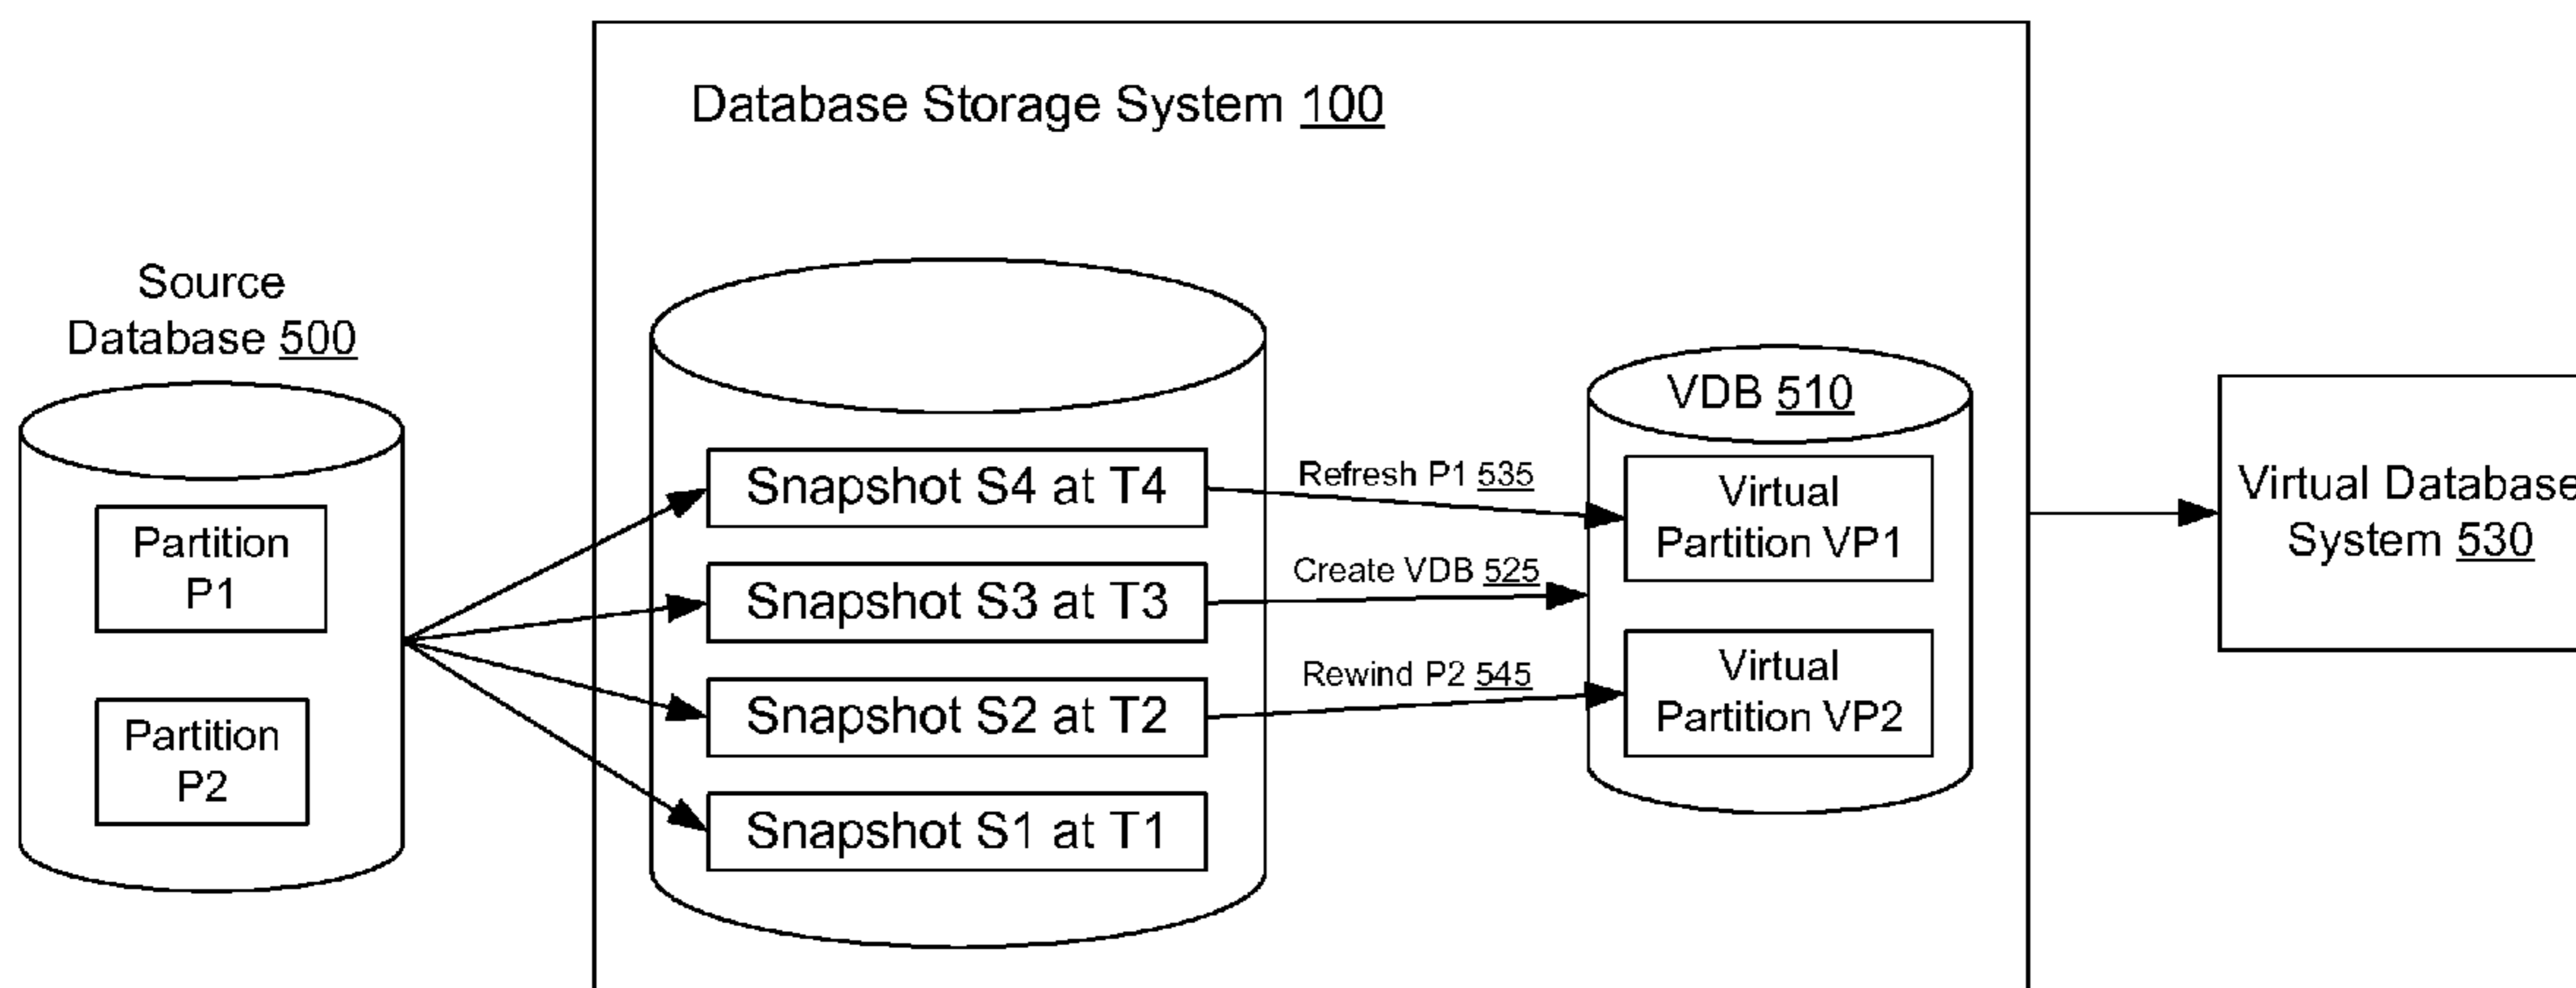 Database Storage System 100
Source
Database 500
Partition
P1
Partition
P2
Snapshot S4 at T4
Snapshot S3 at T3
Snapshot S2 at T2
Snapshot S1 at T1
Refresh P1 535
Create VDB 525
Rewind P2 545
VDB 510
Virtual
Partition VP1
Virtual
Partition VP2
Virtual Database
System 530